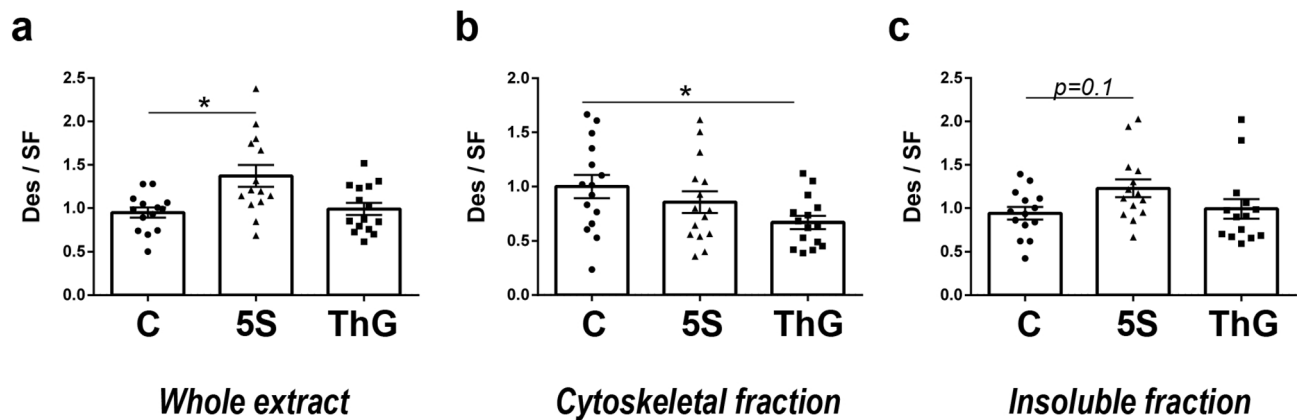 a
Des / SF
2.5
2.0
1.5
1.0
0.5
0.0
*
C 5S ThG
Whole extract
b
Des / SF
2.0
1.5
1.0
0.5
0.0
*
C 5S ThG
Cytoskeletal fraction
c
Des / SF
2.5
2.0
1.5
1.0
0.5
0.0
p=0.1
C 5S ThG
Insoluble fraction